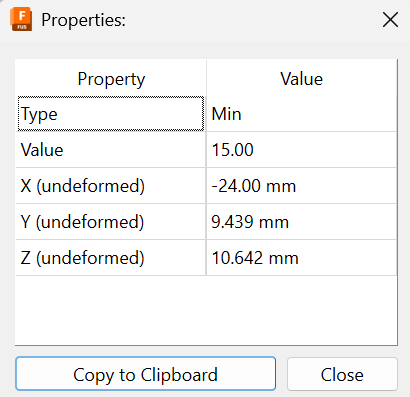 F
FUS
Properties:
Property Value
Type Min
Value 15.00
X (undeformed) -24.00 mm
Y (undeformed) 9.439 mm
Z (undeformed) 10.642 mm
Copy to Clipboard Close